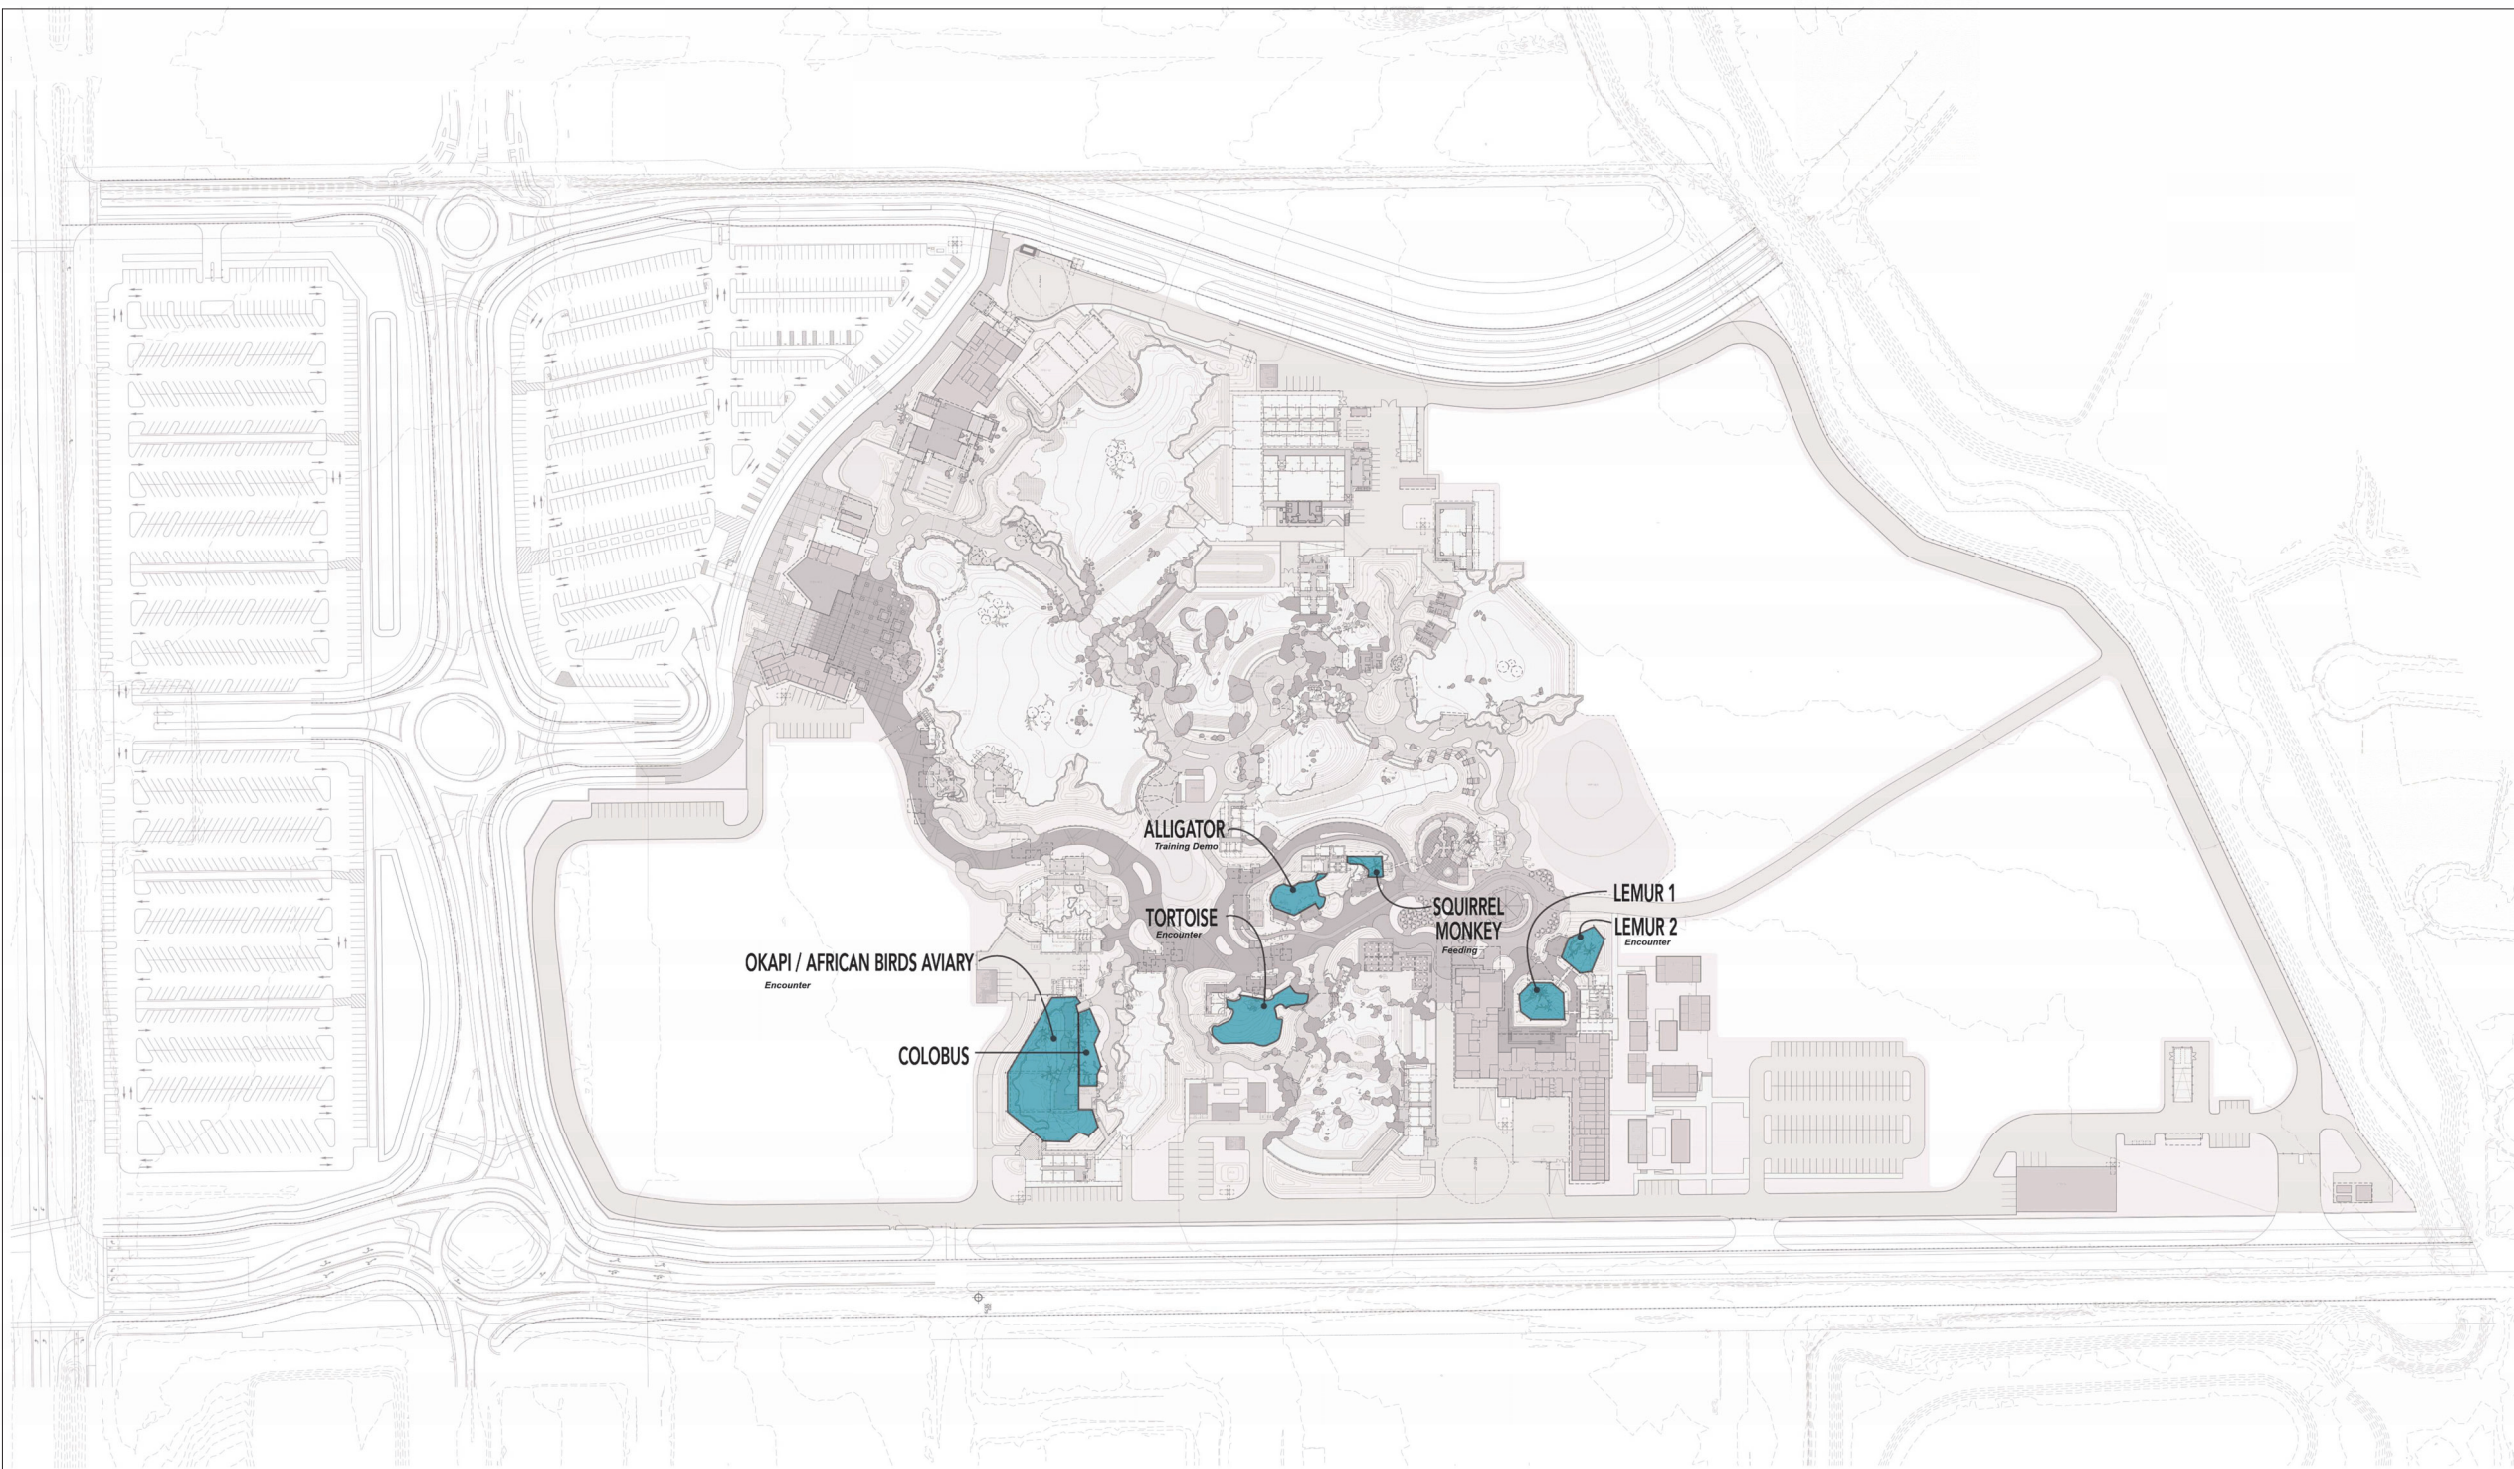 ALLIGATOR
Training Demo
TORTOISE
Encounter
SQUIRREL
MONKEY
Feeding
LEMUR 1
LEMUR 2
Encounter
OKAPI / AFRICAN BIRDS AVIARY
Encounter
COLOBUS